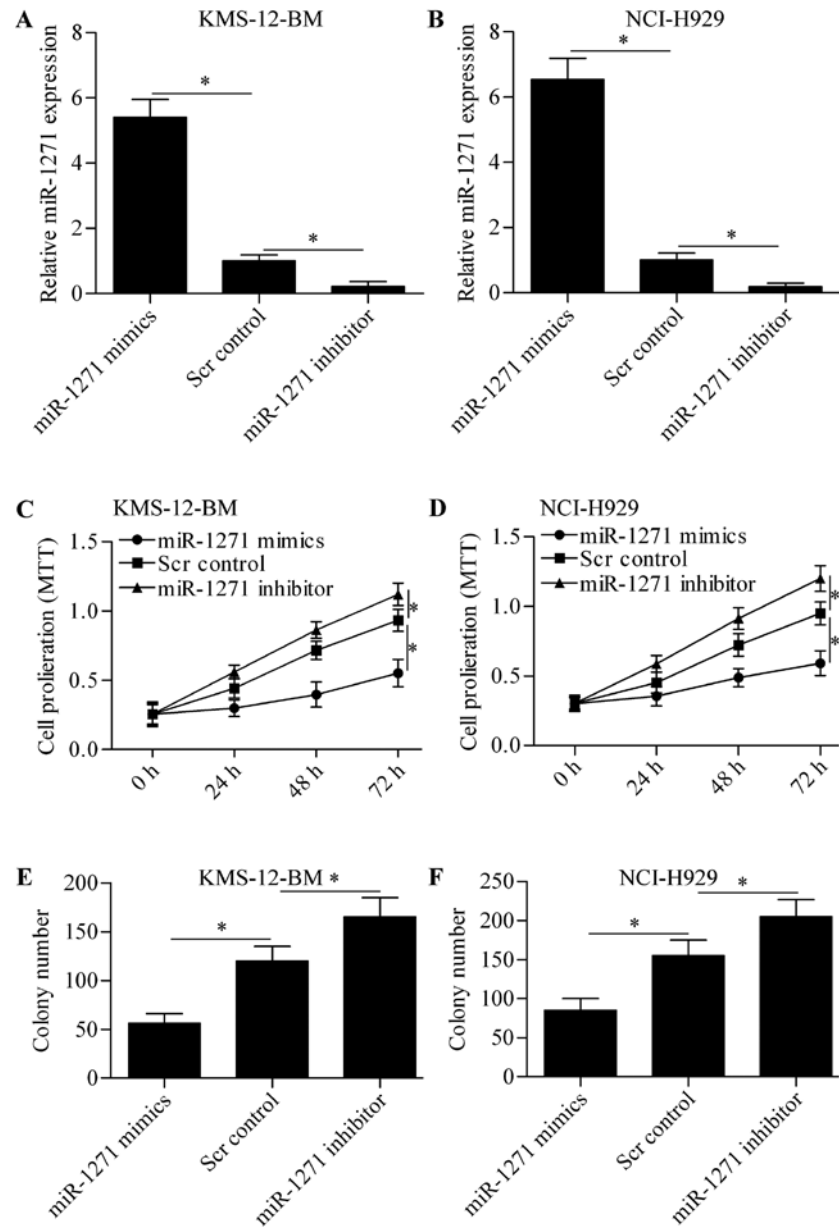 A
KMS-12-BM
Relative miR-1271 expression
8
6
4
2
0
*
*
miR-1271 mimics
Scr control
miR-1271 inhibitor
B
NCI-H929
Relative miR-1271 expression
8
6
4
2
0
*
*
miR-1271 mimics
Scr control
miR-1271 inhibitor
C
KMS-12-BM
Cell prolieration (MTT)
1.5
1.0
0.5
0.0
miR-1271 mimics
Scr control
miR-1271 inhibitor
*
*
0 h
24 h
48 h
72 h
D
NCI-H929
Cell prolieration (MTT)
1.5
1.0
0.5
0.0
miR-1271 mimics
Scr control
miR-1271 inhibitor
*
*
0 h
24 h
48 h
72 h
E
KMS-12-BM
Colony number
200
150
100
50
0
*
*
miR-1271 mimics
Scr control
miR-1271 inhibitor
F
NCI-H929
Colony number
250
200
150
100
50
0
*
*
miR-1271 mimics
Scr control
miR-1271 inhibitor